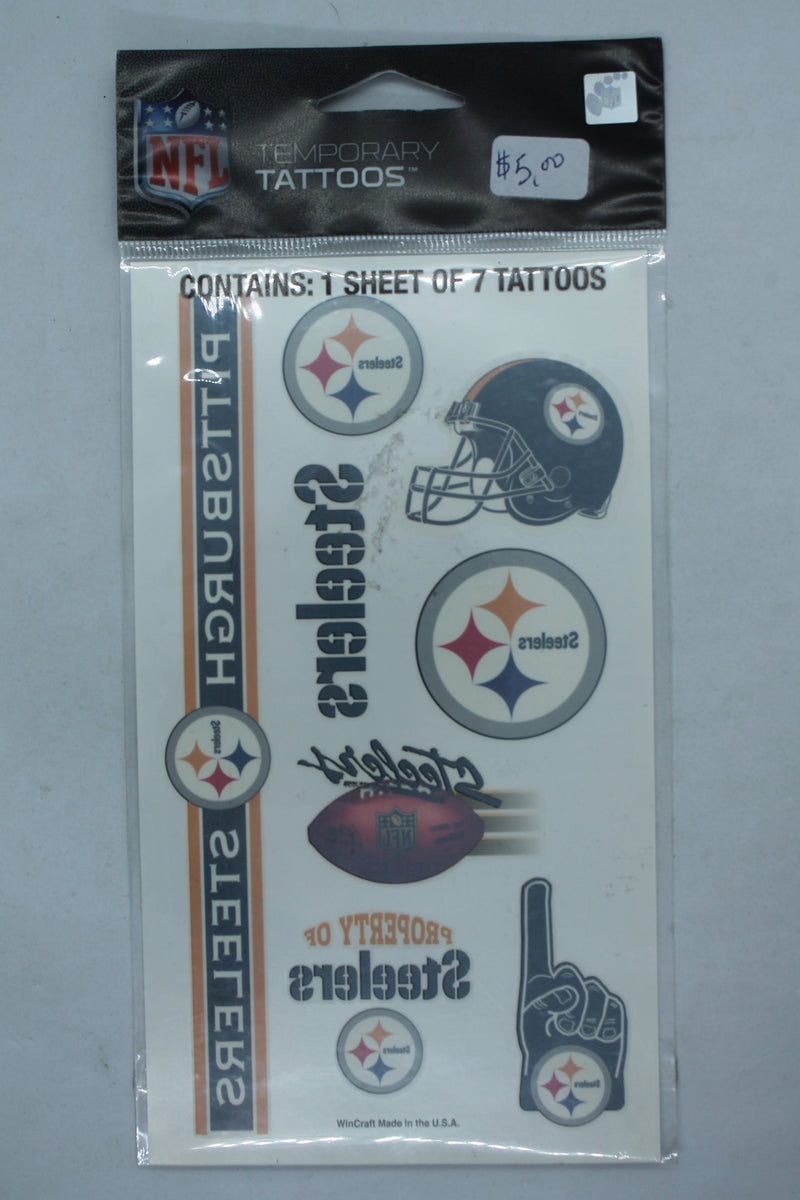 NFL
TEMPORARY
TATTOOS™
$5.00
CONTAINS: 1 SHEET OF 7 TATTOOS
PITTSBURGH
Steelers
STEELERS
Steelers
Steelers
Steelers
Steelers
Steelers
NFL
PROPERTY OF
Steelers
Steelers
Steelers
WinCraft Made in the U.S.A.